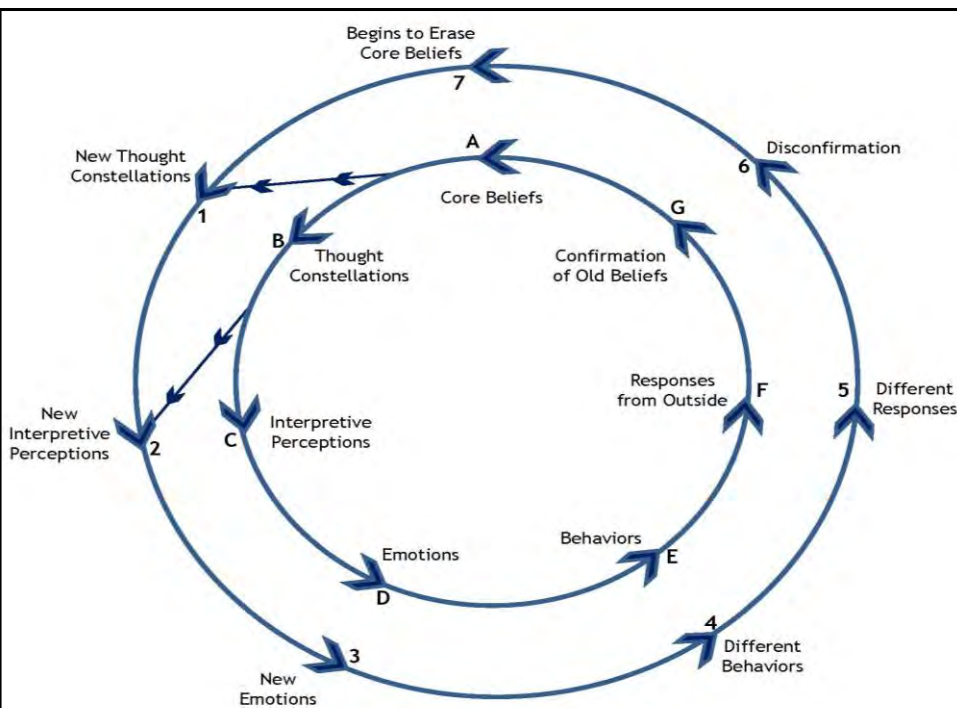 Begins to Erase
Core Beliefs
7
A
Disconfirmation
6
New Thought
Constellations
1
Core Beliefs
G
B
Thought
Constellations
Confirmation
of Old Beliefs
Responses
from Outside
F
5
Different
Responses
New
Interpretive
Perceptions
2
C
Interpretive
Perceptions
Emotions
D
Behaviors
E
4
Different
Behaviors
3
New
Emotions